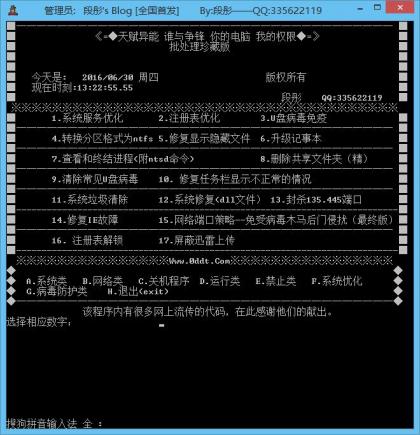 管理员: 段彤's Blog [全国首发] By:段彤——QQ:335622119
《=◆天赋异能 谁与争锋 你的电脑 我的权限◆=》
批处理珍藏版
今天是: 2016/06/30 周四 版权所有
现在时刻:13:22:55.55
段彤 QQ:335622119
1.系统服务优化 2.注册表优化 3.U盘病毒免疫
4.转换分区格式为ntfs 5.修复显示隐藏文件 6.升级记事本
7.查看和终结进程(附ntsd命令) 8.删除共享文件夹（精）
9.清除常见U盘病毒 10. 修复任务栏显示不正常的情况
11.系统垃圾清除 12.系统修复(dll文件) 13.封杀135.445端口
14.修复IE故障 15.网络端口策略--免受病毒木马后门侵扰（最终版）
16. 注册表解锁 17.屏蔽迅雷上传
Www.0ddt.Com
A.系统类 B.网络类 C.关机程序 D.运行类 E.禁止类 F.系统优化
G.病毒防护类 H.退出(exit)
该程序内有很多网上流传的代码，在此感谢他们的献出。
选择相应数字：
搜狗拼音输入法 全 :